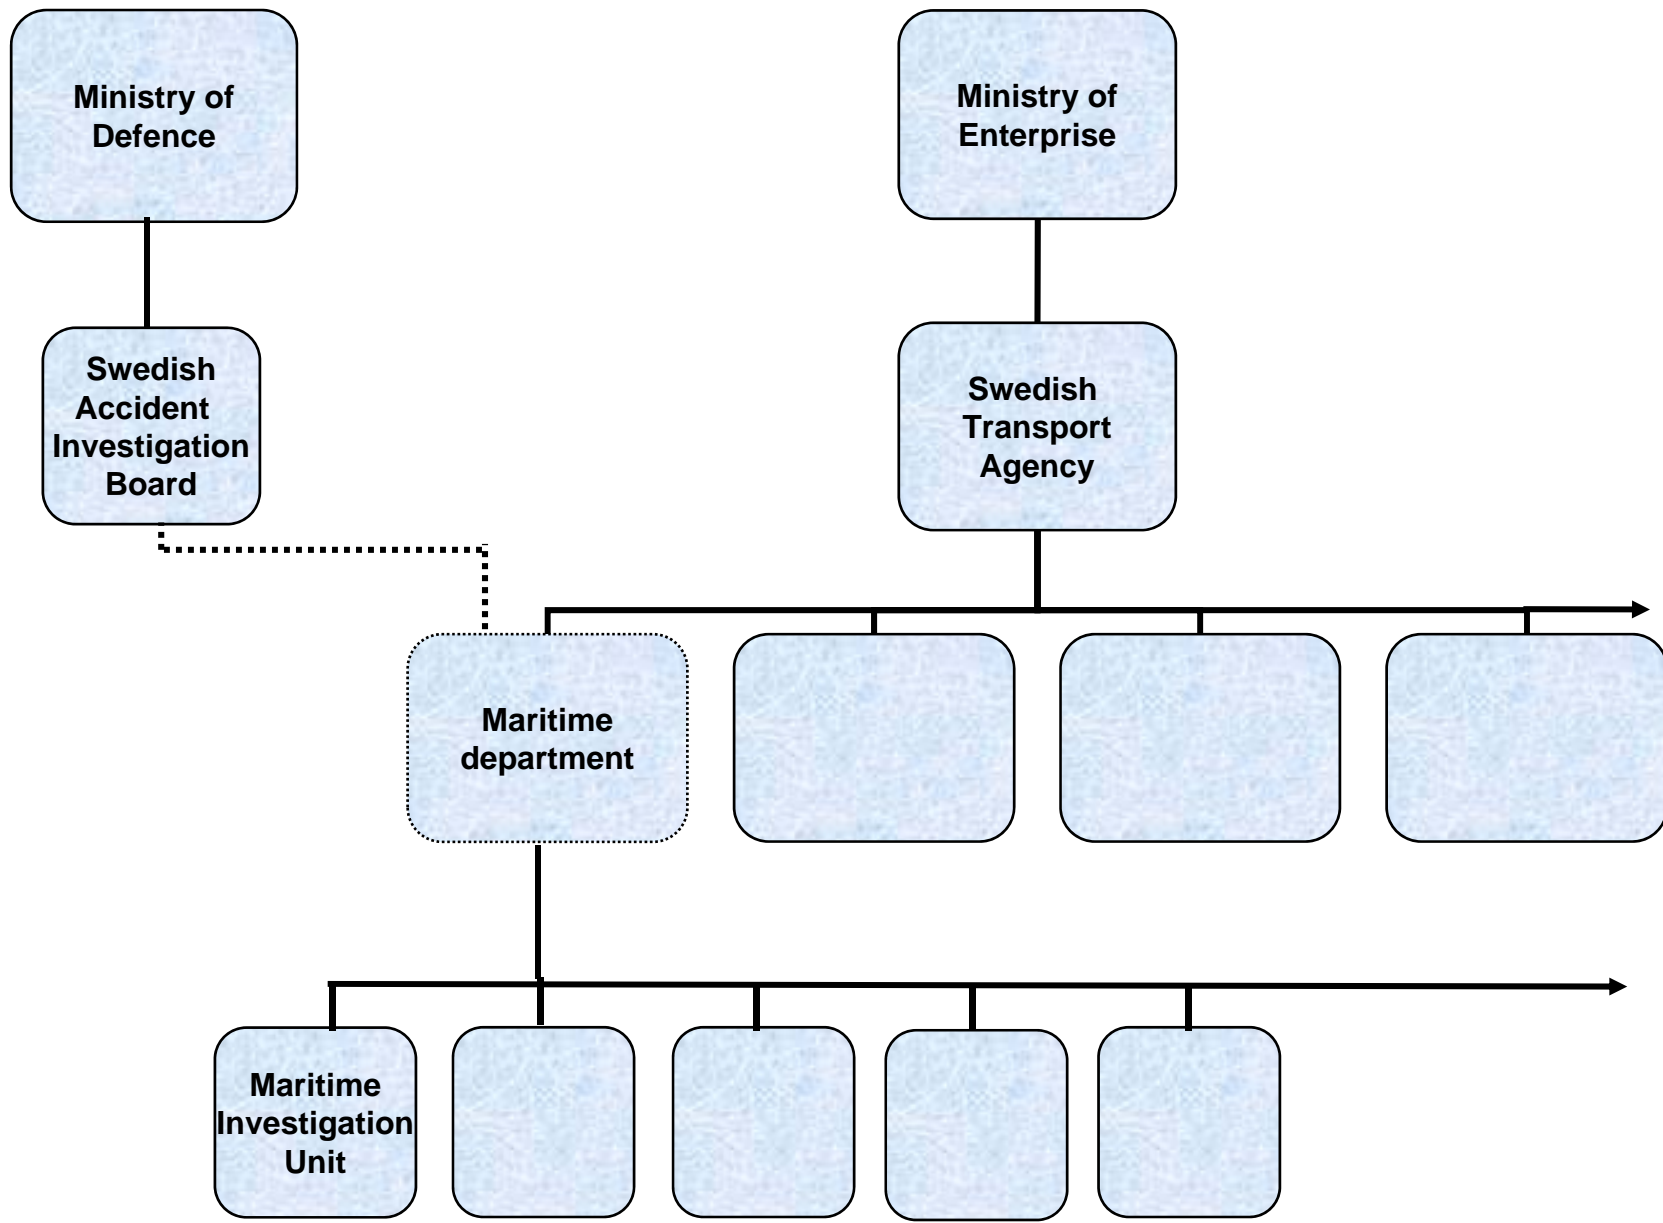 Ministry of
Defence
Ministry of
Enterprise
Swedish
Accident
Investigation
Board
Swedish
Transport
Agency
Maritime
department
Maritime
Investigation
Unit